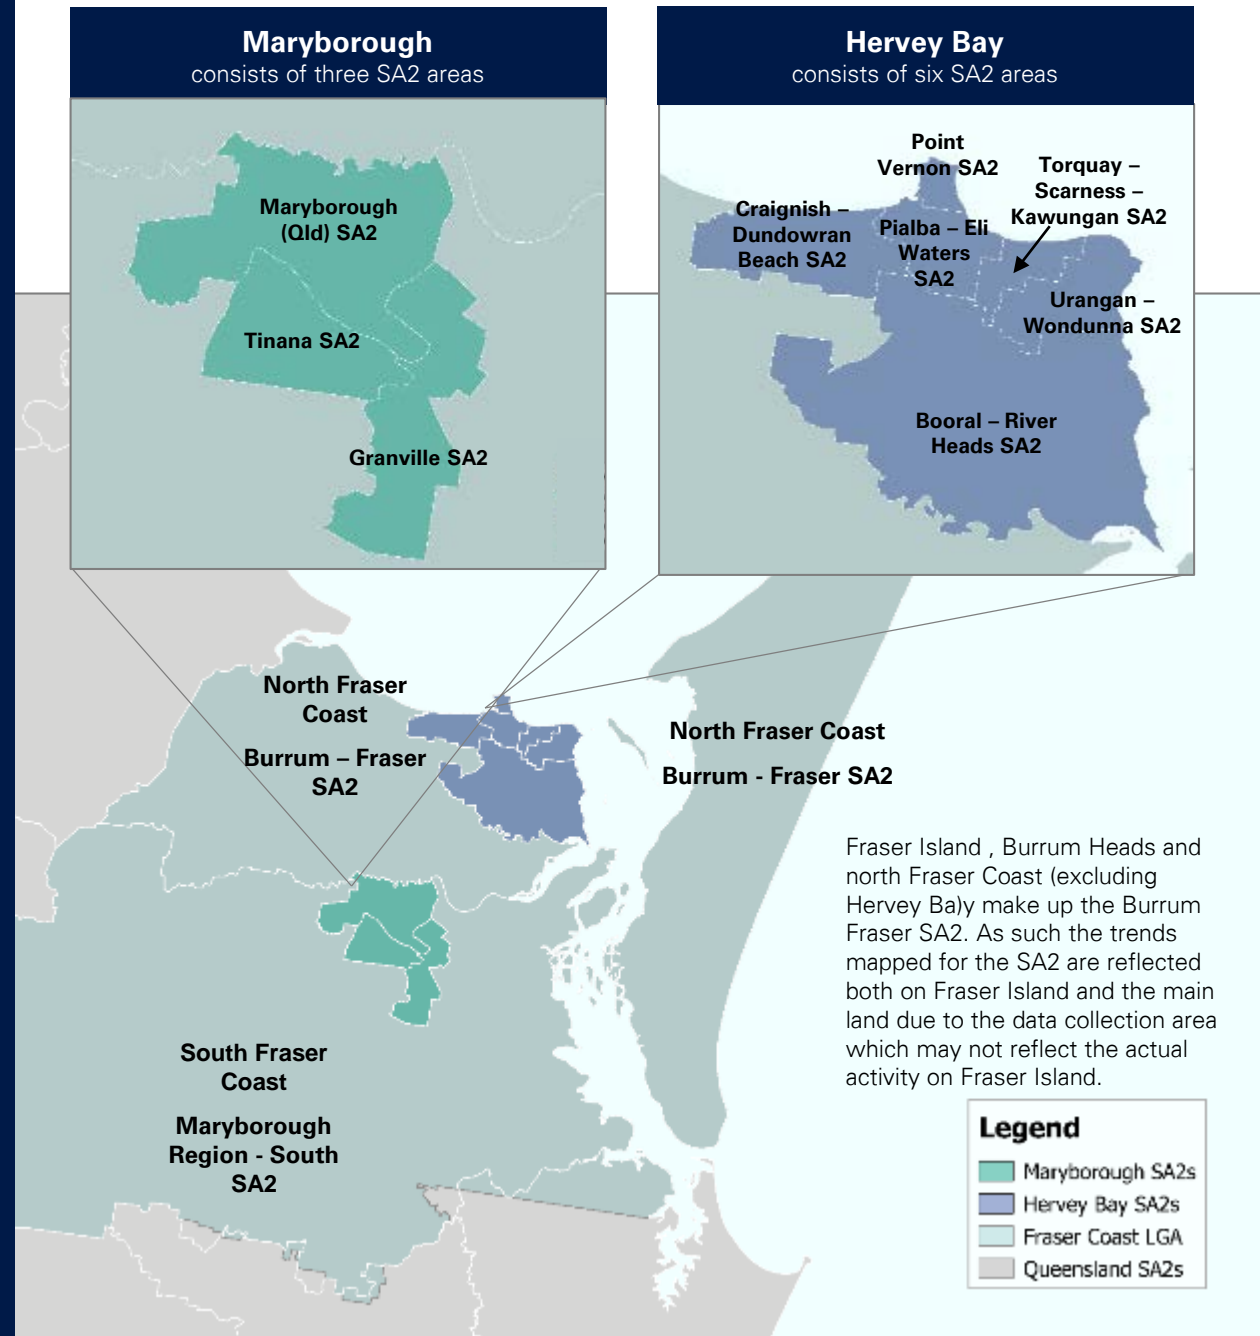 Maryborough
consists of three SA2 areas
Maryborough
(Qld) SA2
Tinana SA2
Granville SA2
Hervey Bay
consists of six SA2 areas
Point
Vernon SA2
Torquay –
Scarness –
Kawungan SA2
Craignish –
Dundowran
Beach SA2
Pialba – Eli
Waters
SA2
Urangan –
Wondunna SA2
Booral – River
Heads SA2
North Fraser
Coast
Burrum – Fraser
SA2
North Fraser Coast
Burrum - Fraser SA2
Fraser Island , Burrum Heads and
north Fraser Coast (excluding
Hervey Ba)y make up the Burrum
Fraser SA2. As such the trends
mapped for the SA2 are reflected
both on Fraser Island and the main
land due to the data collection area
which may not reflect the actual
activity on Fraser Island.
South Fraser
Coast
Maryborough
Region - South
SA2
Legend
Maryborough SA2s
Hervey Bay SA2s
Fraser Coast LGA
Queensland SA2s